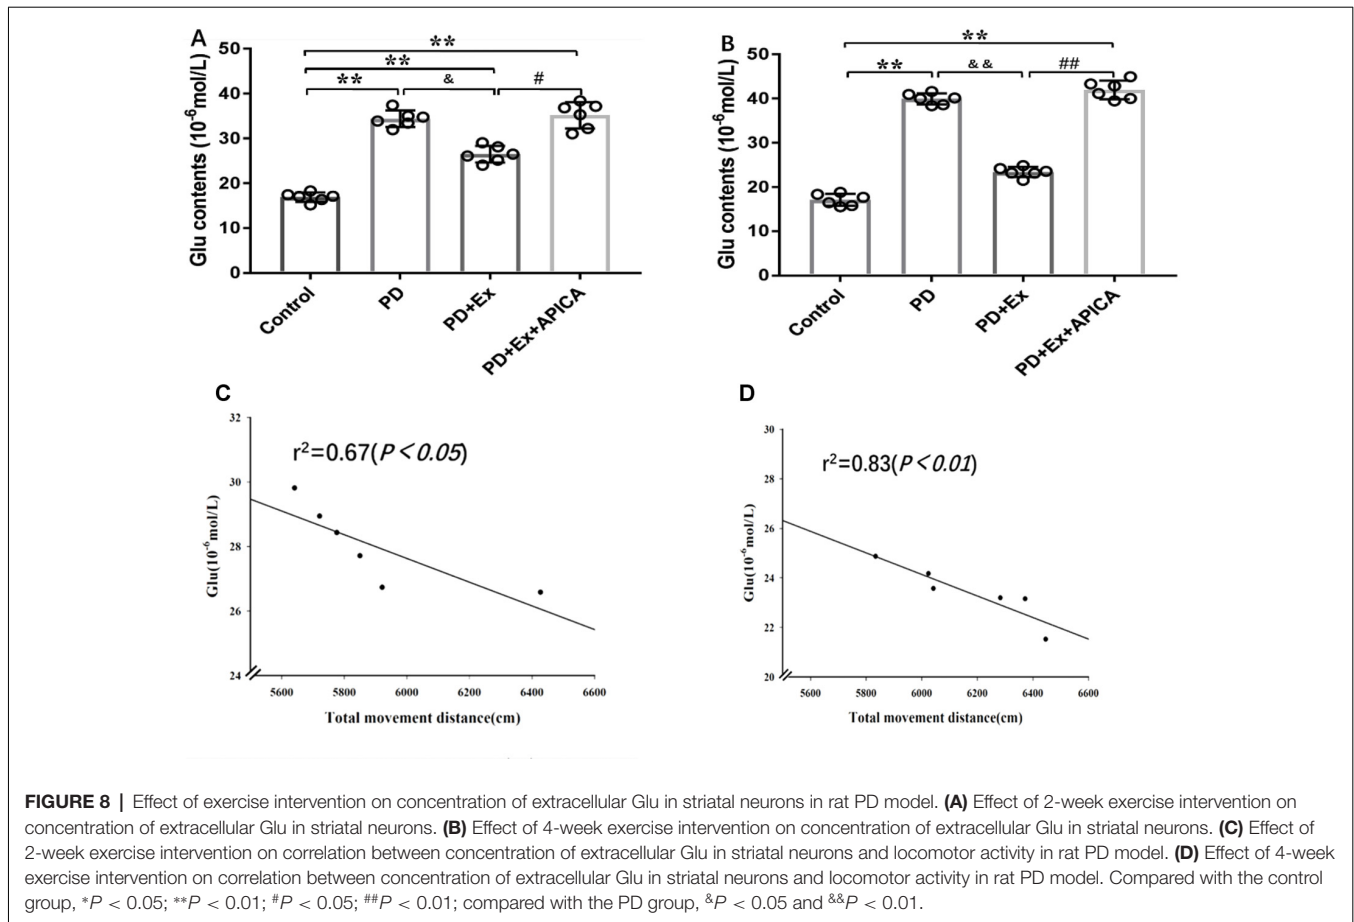 A
50
40
30
20
10
0
Glu contents (10⁻⁶mol/L)
**
**
** & #
Control
PD
PD+Ex
PD+Ex+APICA
B
50
40
30
20
10
0
Glu contents (10⁻⁶mol/L)
**
** && ##
Control
PD
PD+Ex
PD+Ex+APICA
C
32
30
28
26
24
Glu(10⁻⁶mol/L)
r²=0.67(P<0.05)
5600 5800 6000 6200 6400 6600
Total movement distance(cm)
D
30
28
26
24
22
20
Glu(10⁻⁶mol/L)
r²=0.83(P<0.01)
5600 5800 6000 6200 6400 6600
Total movement distance(cm)
FIGURE 8 | Effect of exercise intervention on concentration of extracellular Glu in striatal neurons in rat PD model. (A) Effect of 2-week exercise intervention on
concentration of extracellular Glu in striatal neurons. (B) Effect of 4-week exercise intervention on concentration of extracellular Glu in striatal neurons. (C) Effect of
2-week exercise intervention on correlation between concentration of extracellular Glu in striatal neurons and locomotor activity in rat PD model. (D) Effect of 4-week
exercise intervention on correlation between concentration of extracellular Glu in striatal neurons and locomotor activity in rat PD model. Compared with the control
group, *P < 0.05; **P < 0.01; #P < 0.05; ##P < 0.01; compared with the PD group, &P < 0.05 and &&P < 0.01.